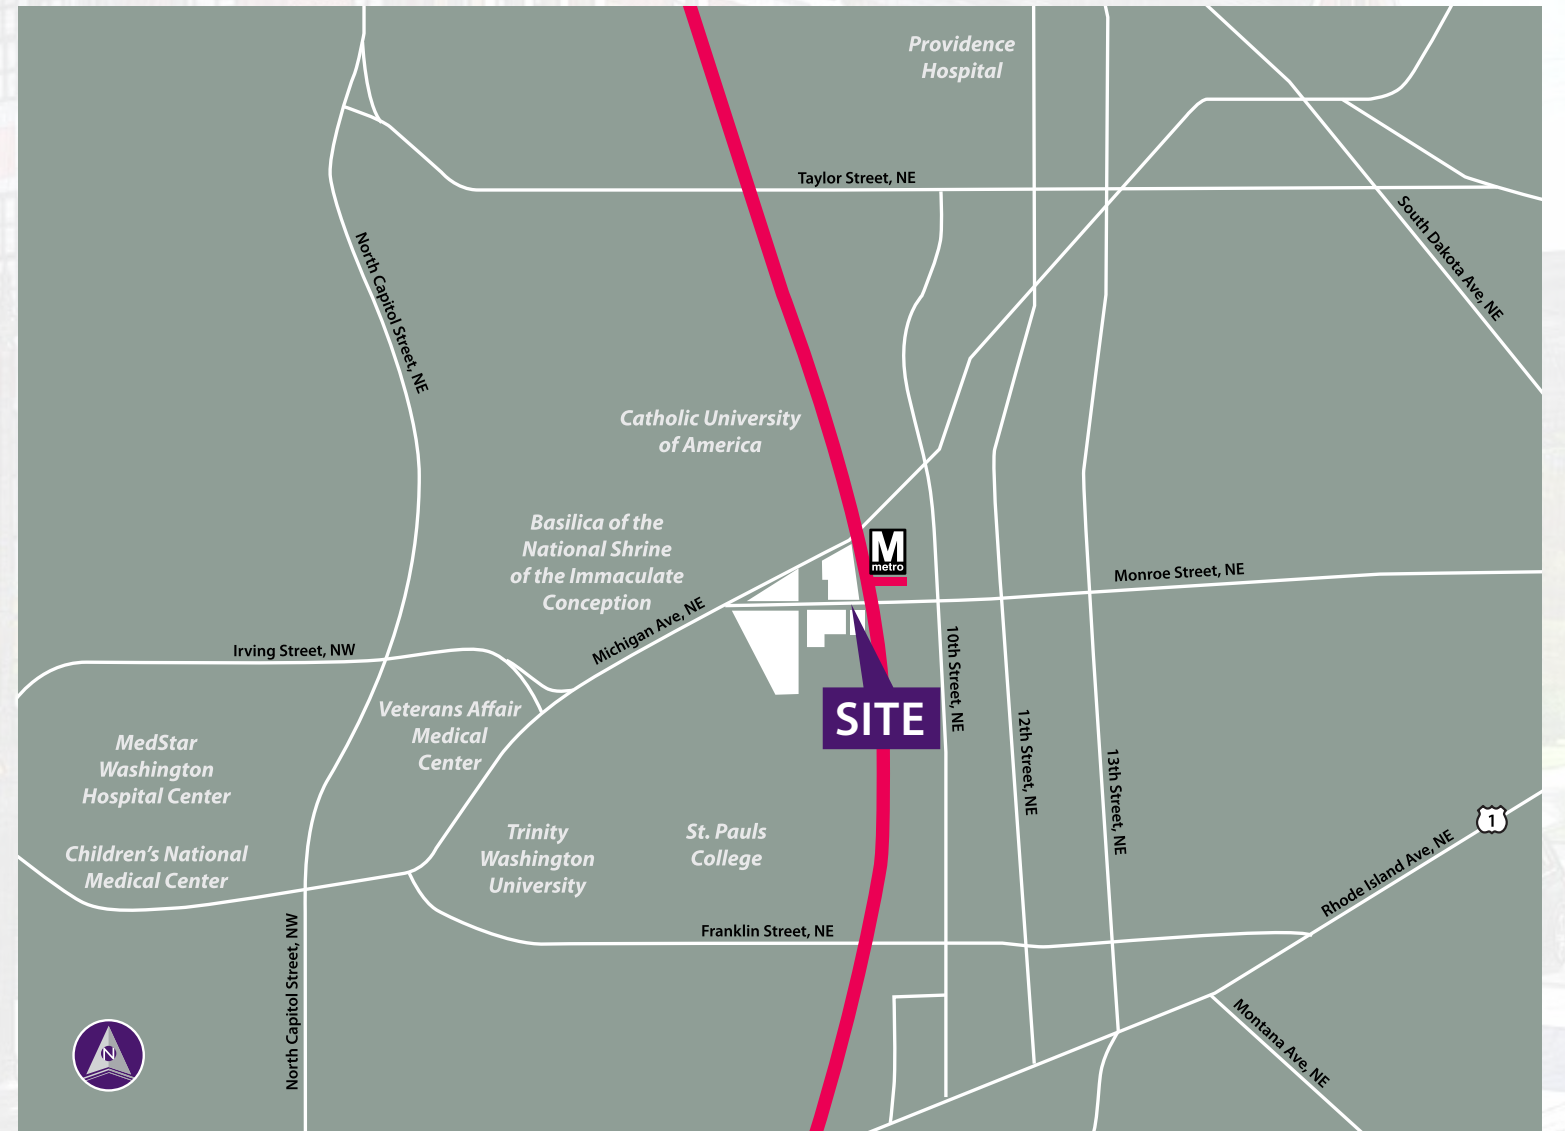 Providence
Hospital
Taylor Street, NE
South Dakota Ave, NE
North Capitol Street, NE
Catholic University
of America
Basilica of the
National Shrine
of the Immaculate
Conception
M
metro
Monroe Street, NE
Michigan Ave, NE
Irving Street, NW
10th Street, NE
SITE
Veterans Affair
Medical
Center
12th Street, NE
MedStar
Washington
Hospital Center
13th Street, NE
1
Trinity
Washington
University
St. Pauls
College
Children's National
Medical Center
Rhode Island Ave, NE
Franklin Street, NE
North Capitol Street, NW
Montana Ave, NE
N